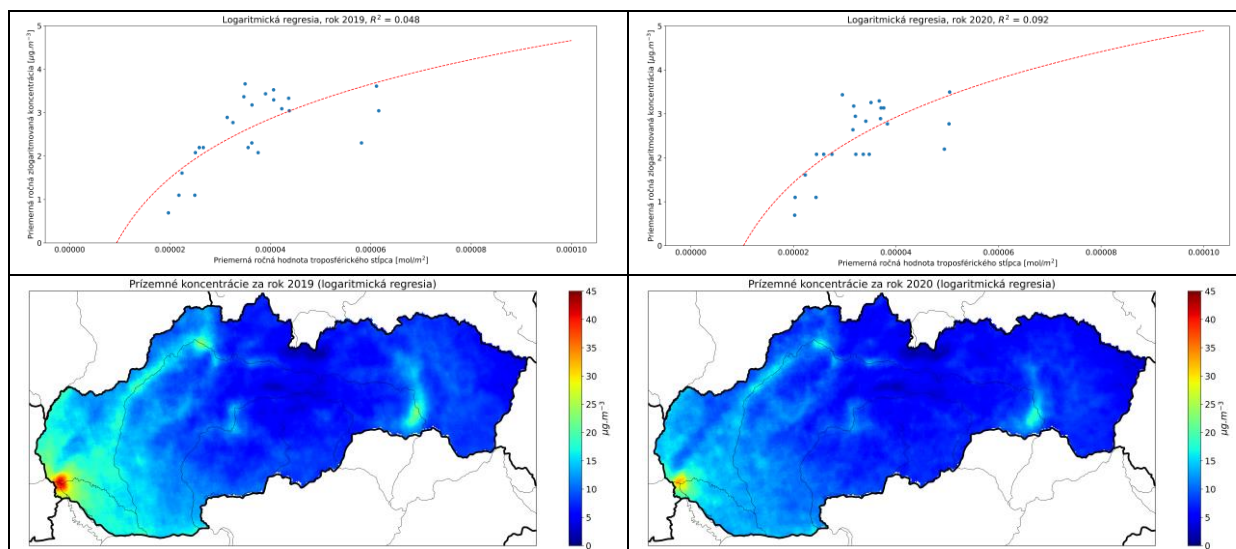 Logaritmická regresia, rok 2019, R² = 0.048
Priemerná ročná zlogaritmovaná koncentrácia [µg.m⁻³]
5
4
3
2
1
0
0.00000 0.00002 0.00004 0.00006 0.00008 0.00010
Priemerná ročná hodnota troposférického stĺpca [mol/m²]
Logaritmická regresia, rok 2020, R² = 0.092
Priemerná ročná zlogaritmovaná koncentrácia [µg.m⁻³]
5
4
3
2
1
0
0.00000 0.00002 0.00004 0.00006 0.00008 0.00010
Priemerná ročná hodnota troposférického stĺpca [mol/m²]
Prízemné koncentrácie za rok 2019 (logaritmická regresia)
45
40
35
30
25
20
15
10
5
0
µg.m⁻³
Prízemné koncentrácie za rok 2020 (logaritmická regresia)
45
40
35
30
25
20
15
10
5
0
µg.m⁻³